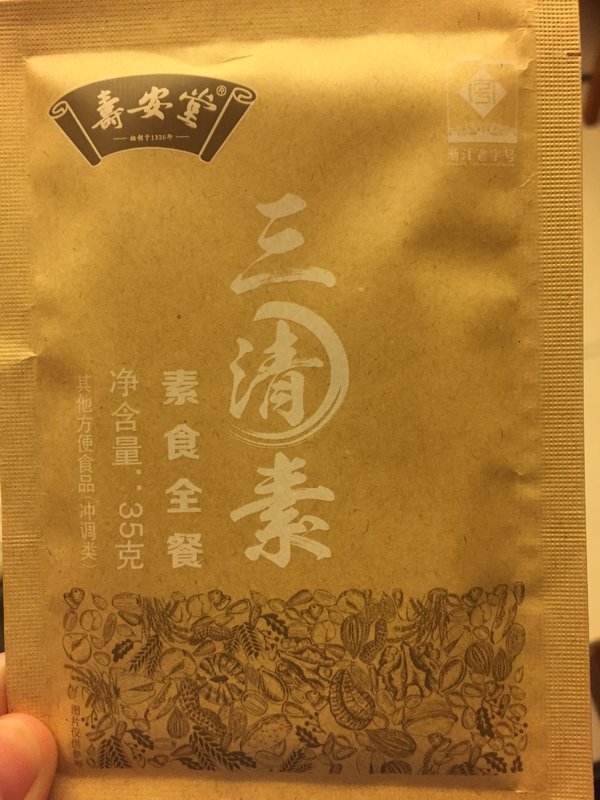 壽安堂®
始创于1330年
浙江老字号
三清素
素食全餐
净含量：35克
其他方便食品（冲调类）
图片仅供参考